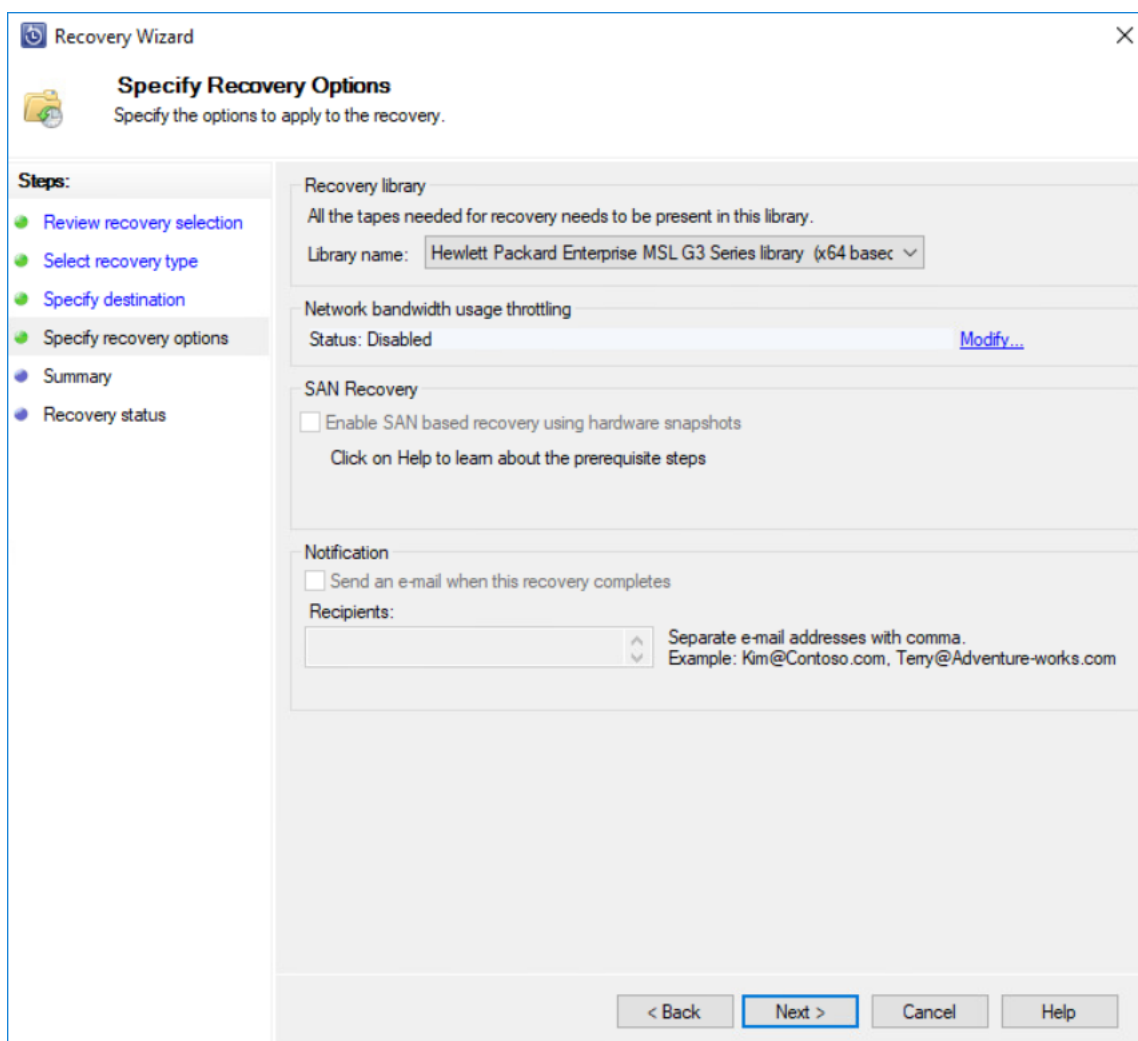 Recovery Wizard
Specify Recovery Options
Specify the options to apply to the recovery.
Steps:
Review recovery selection
Select recovery type
Specify destination
Specify recovery options
Summary
Recovery status
Recovery library
All the tapes needed for recovery needs to be present in this library.
Library name: Hewlett Packard Enterprise MSL G3 Series library (x64 basec
Network bandwidth usage throttling
Status: Disabled Modify...
SAN Recovery
Enable SAN based recovery using hardware snapshots
Click on Help to learn about the prerequisite steps
Notification
Send an e-mail when this recovery completes
Recipients:
Separate e-mail addresses with comma.
Example: Kim@Contoso.com, Terry@Adventure-works.com
< Back Next > Cancel Help